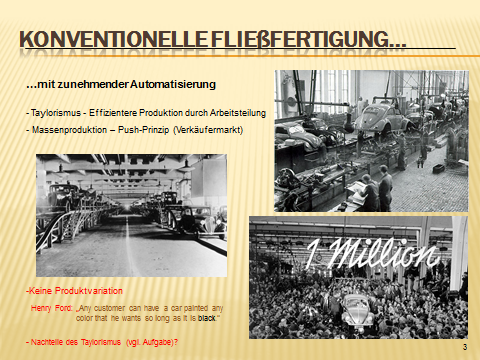 KONVENTIONELLE FLIEßFERTIGUNG...
...mit zunehmender Automatisierung
- Taylorismus - Effizientere Produktion durch Arbeitsteilung
- Massenproduktion – Push-Prinzip (Verkäufermarkt)
1 Million
-Keine Produktvariation
Henry Ford: „Any customer can have a car painted any
color that he wants so long as it is black.“
- Nachteile des Taylorismus (vgl. Aufgabe)?
3